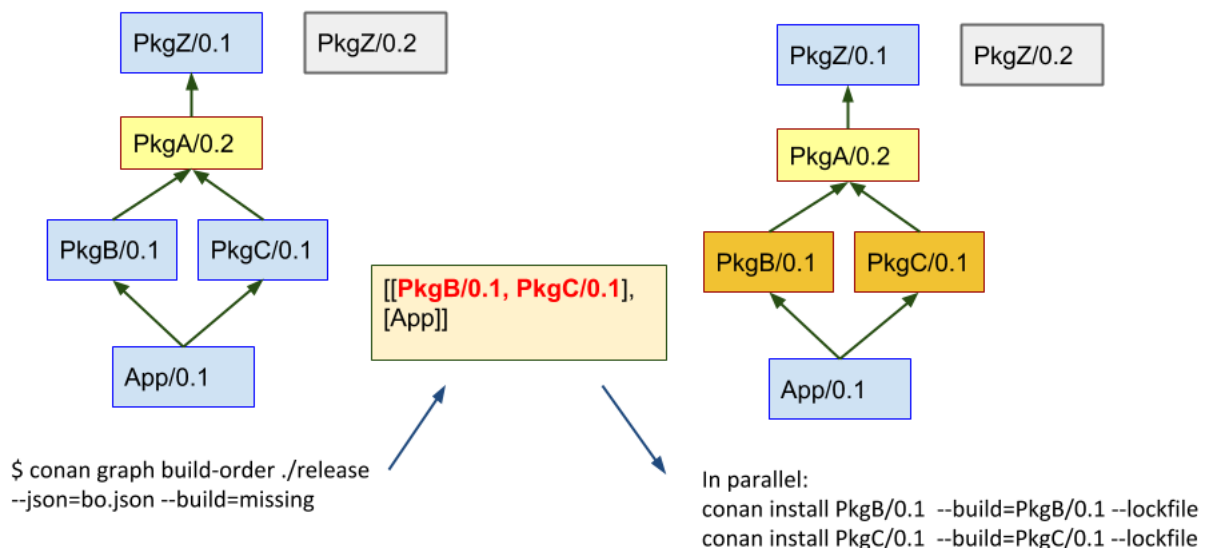 PkgZ/0.1
PkgZ/0.2
PkgA/0.2
PkgB/0.1
PkgC/0.1
App/0.1
$ conan graph build-order ./release
--json=bo.json --build=missing
[[PkgB/0.1, PkgC/0.1],
[App]]
PkgZ/0.1
PkgZ/0.2
PkgA/0.2
PkgB/0.1
PkgC/0.1
App/0.1
In parallel:
conan install PkgB/0.1 --build=PkgB/0.1 --lockfile
conan install PkgC/0.1 --build=PkgC/0.1 --lockfile